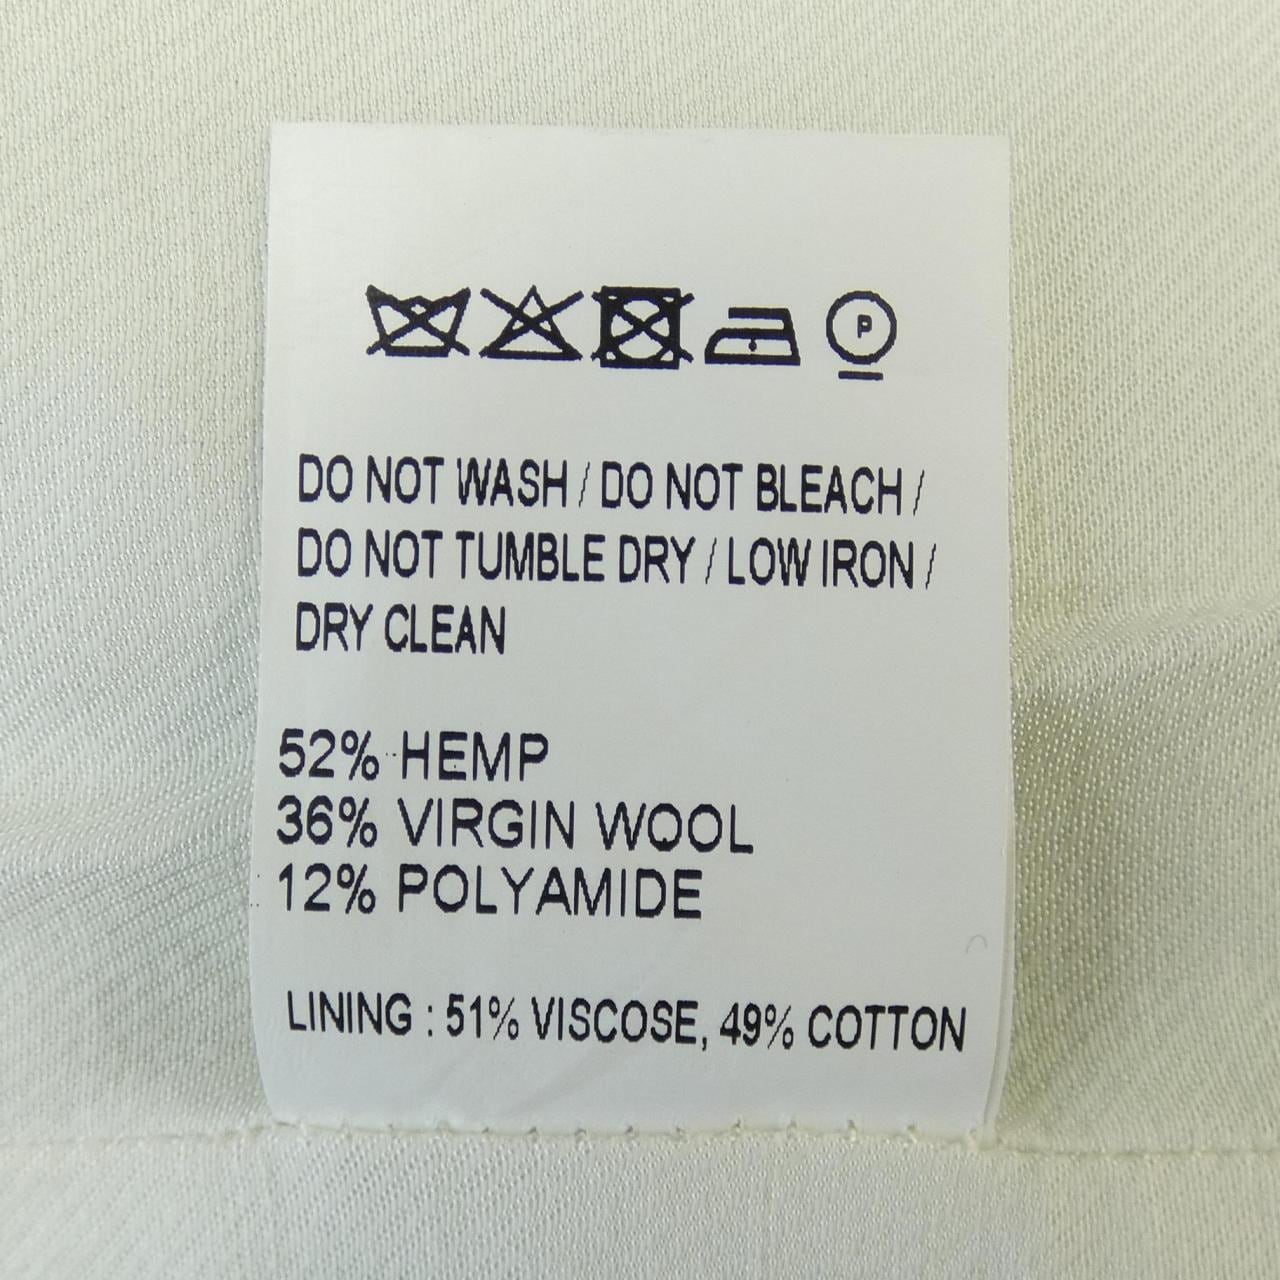 P
DO NOT WASH / DO NOT BLEACH /
DO NOT TUMBLE DRY / LOW IRON /
DRY CLEAN
52% HEMP
36% VIRGIN WOOL
12% POLYAMIDE
LINING : 51% VISCOSE, 49% COTTON